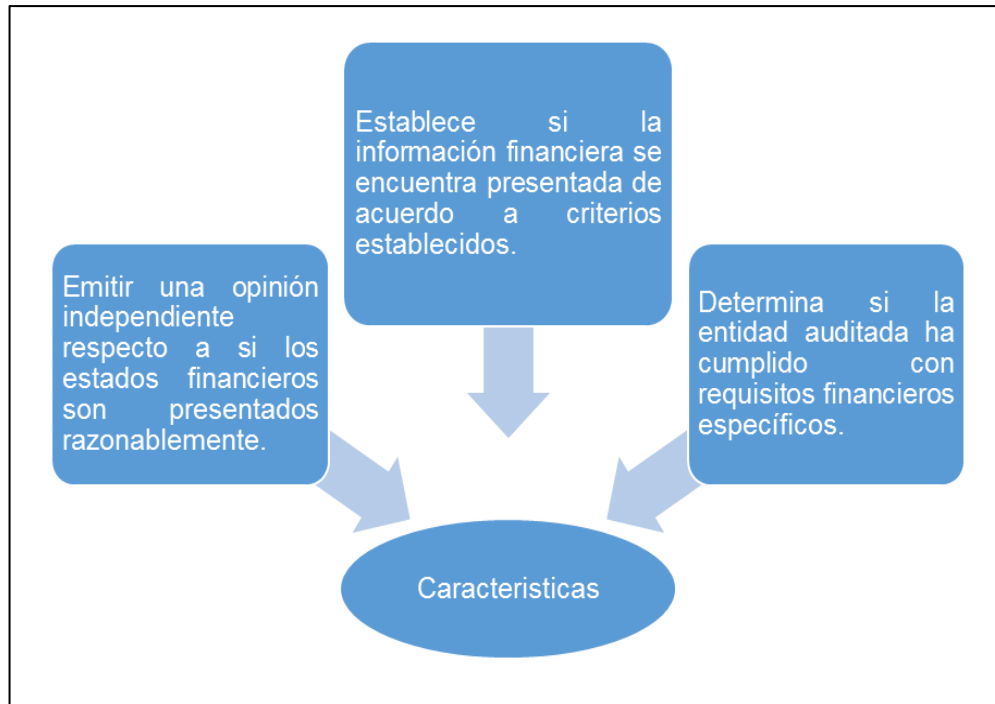 Establece si la
información financiera se
encuentra presentada de
acuerdo a criterios
establecidos.
Emitir una opinión
independiente
respecto a si los
estados financieros
son presentados
razonablemente.
Determina si la
entidad auditada ha
cumplido con
requisitos financieros
específicos.
Caracteristicas